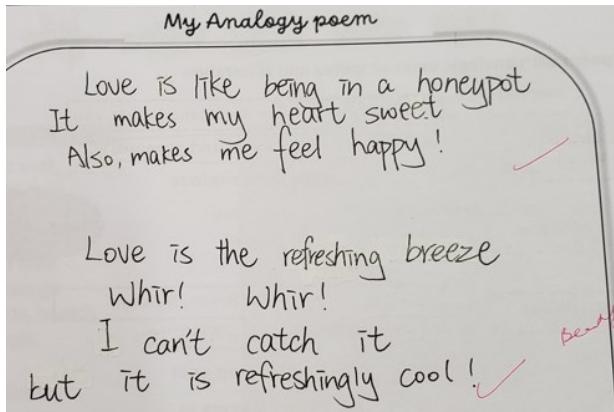 My Analogy poem
Love is like being in a honeypot
It makes my heart sweet
Also, makes me feel happy!
Love is the refreshing breeze
Whir! Whir!
I can't catch it
but it is refreshingly cool!